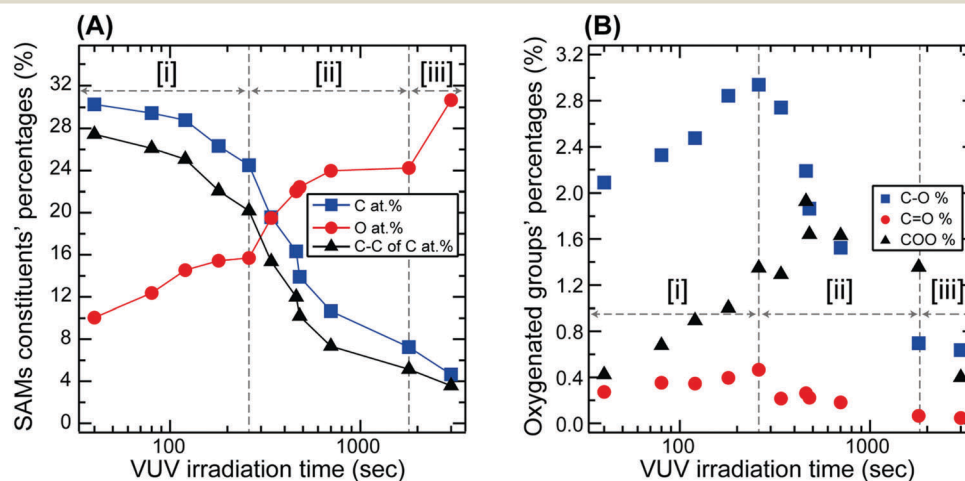 (A)
SAMs constituents' percentages (%)
32
28
24
20
16
12
8
4
0
[i]
[ii]
[iii]
C at.%
O at.%
C-C of C at.%
100
1000
VUV irradiation time (sec)
(B)
Oxygenated groups' percentages (%)
3.2
2.8
2.4
2.0
1.6
1.2
0.8
0.4
0.0
C-O %
C=O %
COO %
[i]
[ii]
[iii]
100
1000
VUV irradiation time (sec)